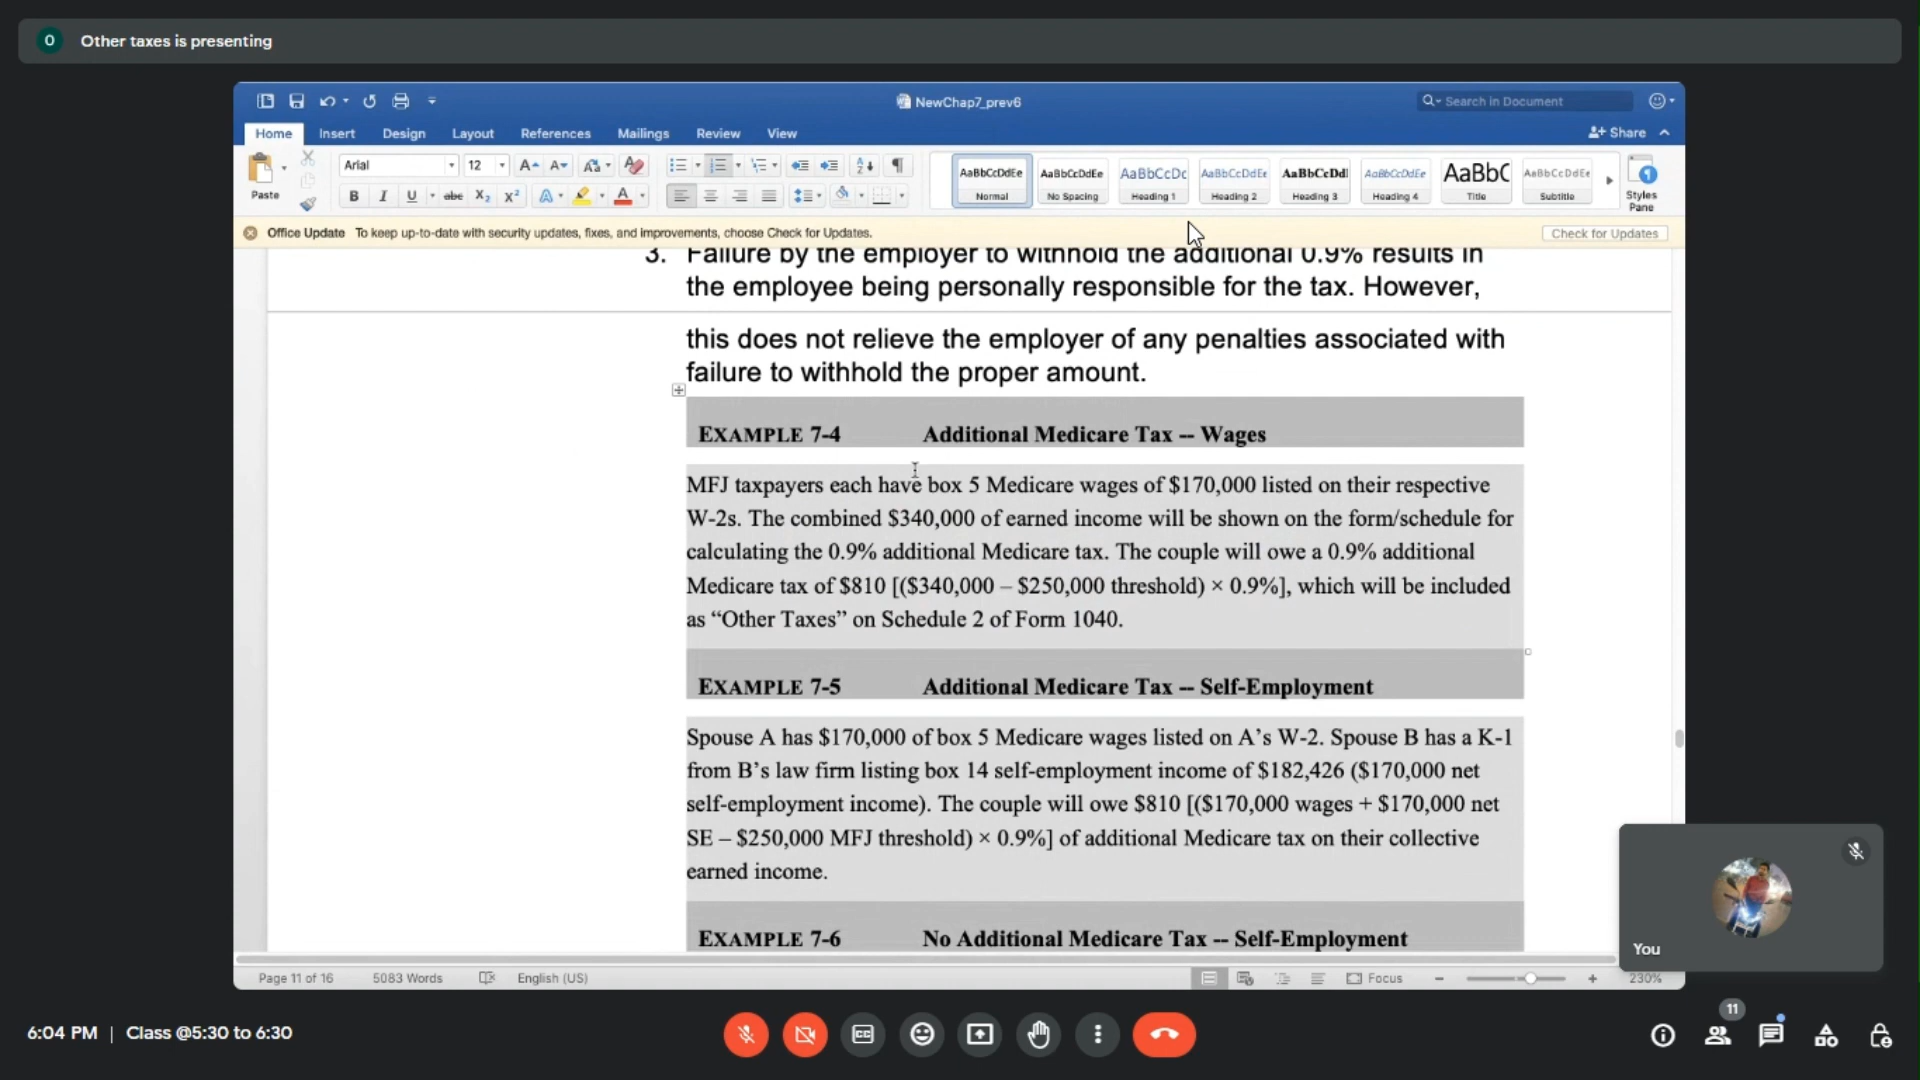 O Other taxes is presenting
NewChap7_prev6
Search in Document
Home Insert Design Layout References Mailings Review View
Share
Paste
Arial 12
AaBbCcDdEe AaBbCcDdEe AaBbCcDc AaBbCcDdEe AaBbCcDdI AaBbCcDdEe AaBbC AaBbCcDdEe
Normal No Spacing Heading 1 Heading 2 Heading 3 Heading 4 Title Subtitle
Styles
Pane
B I U abc X₂ X² A A
Office Update To keep up-to-date with security updates, fixes, and improvements, choose Check for Updates. Check for Updates
3. Failure by the employer to withhold the additional 0.9% results in
the employee being personally responsible for the tax. However,
this does not relieve the employer of any penalties associated with
failure to withhold the proper amount.
EXAMPLE 7-4 Additional Medicare Tax -- Wages
MFJ taxpayers each have box 5 Medicare wages of $170,000 listed on their respective
W-2s. The combined $340,000 of earned income will be shown on the form/schedule for
calculating the 0.9% additional Medicare tax. The couple will owe a 0.9% additional
Medicare tax of $810 [($340,000 – $250,000 threshold) × 0.9%], which will be included
as “Other Taxes” on Schedule 2 of Form 1040.
EXAMPLE 7-5 Additional Medicare Tax -- Self-Employment
Spouse A has $170,000 of box 5 Medicare wages listed on A’s W-2. Spouse B has a K-1
from B’s law firm listing box 14 self-employment income of $182,426 ($170,000 net
self-employment income). The couple will owe $810 [($170,000 wages + $170,000 net
SE – $250,000 MFJ threshold) × 0.9%] of additional Medicare tax on their collective
earned income.
EXAMPLE 7-6 No Additional Medicare Tax -- Self-Employment
You
Page 11 of 16 5083 Words English (US) Focus 230%
6:04 PM | Class @5:30 to 6:30
CC
11